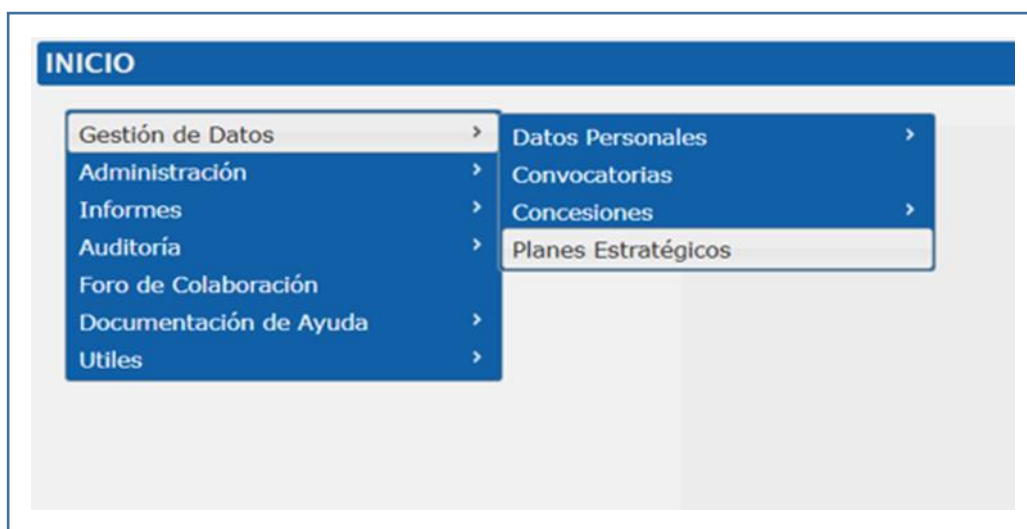 INICIO
Gestión de Datos
Administración
Informes
Auditoría
Foro de Colaboración
Documentación de Ayuda
Utiles
Datos Personales
Convocatorias
Concesiones
Planes Estratégicos